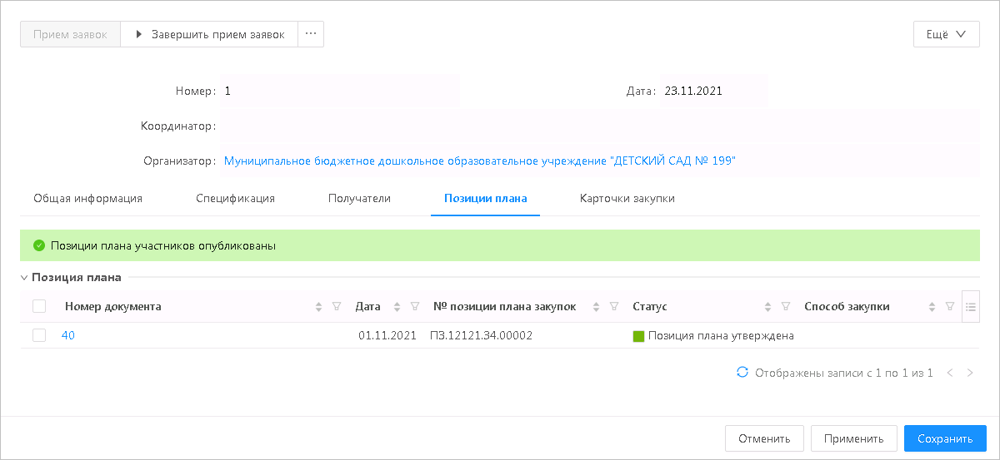 Прием заявок Завершить прием заявок ... Ещё
Номер: 1 Дата: 23.11.2021
Координатор:
Организатор: Муниципальное бюджетное дошкольное образовательное учреждение "ДЕТСКИЙ САД № 199"
Общая информация Спецификация Получатели Позиции плана Карточки закупки
Позиции плана участников опубликованы
Позиция плана
Номер документа Дата № позиции плана закупок Статус Способ закупки
40 01.11.2021 ПЗ.12121.34.00002 Позиция плана утверждена
Отображены записи с 1 по 1 из 1
Отменить Применить Сохранить